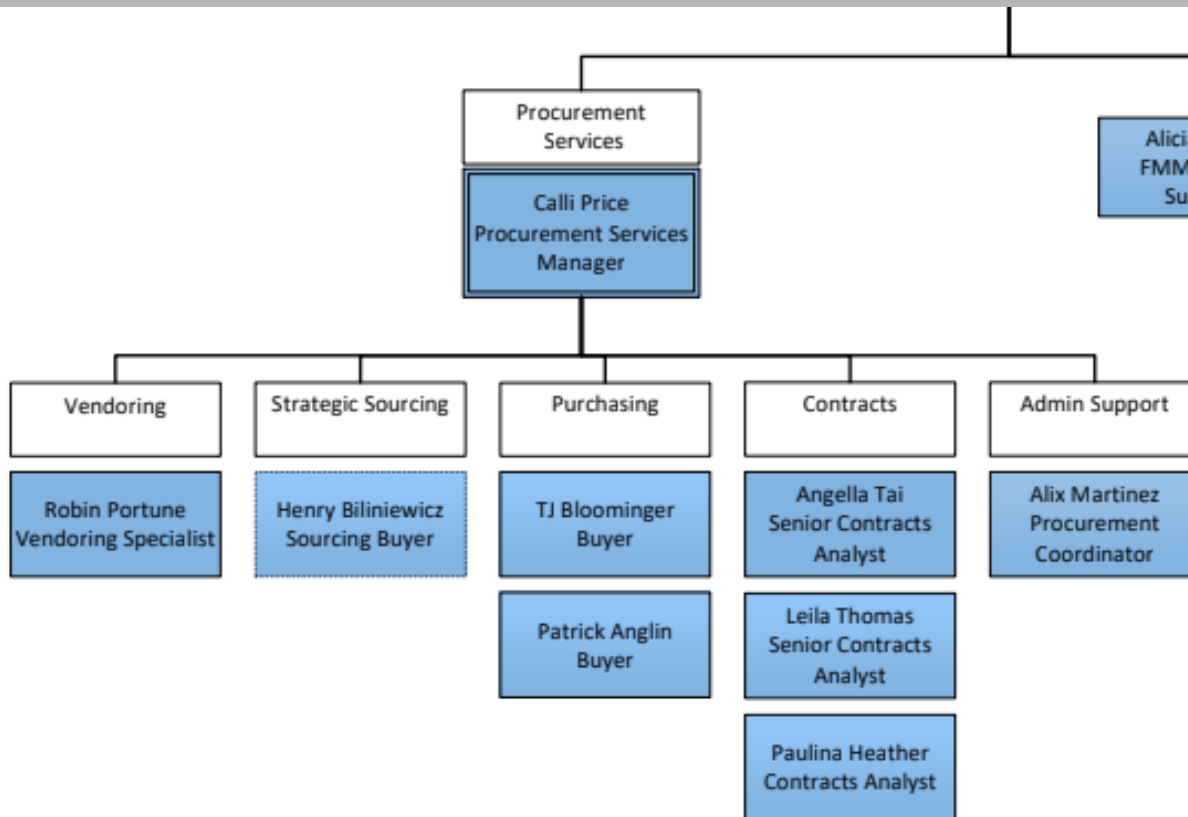 Procurement
Services
Calli Price
Procurement Services
Manager
FMM
Vendoring
Strategic Sourcing
Purchasing
Contracts
Admin Support
Robin Portune
Vendoring Specialist
Henry Biliniewicz
Sourcing Buyer
TJ Bloominger
Buyer
Angella Tai
Senior Contracts
Analyst
Alix Martinez
Procurement
Coordinator
Patrick Anglin
Buyer
Leila Thomas
Senior Contracts
Analyst
Paulina Heather
Contracts Analyst